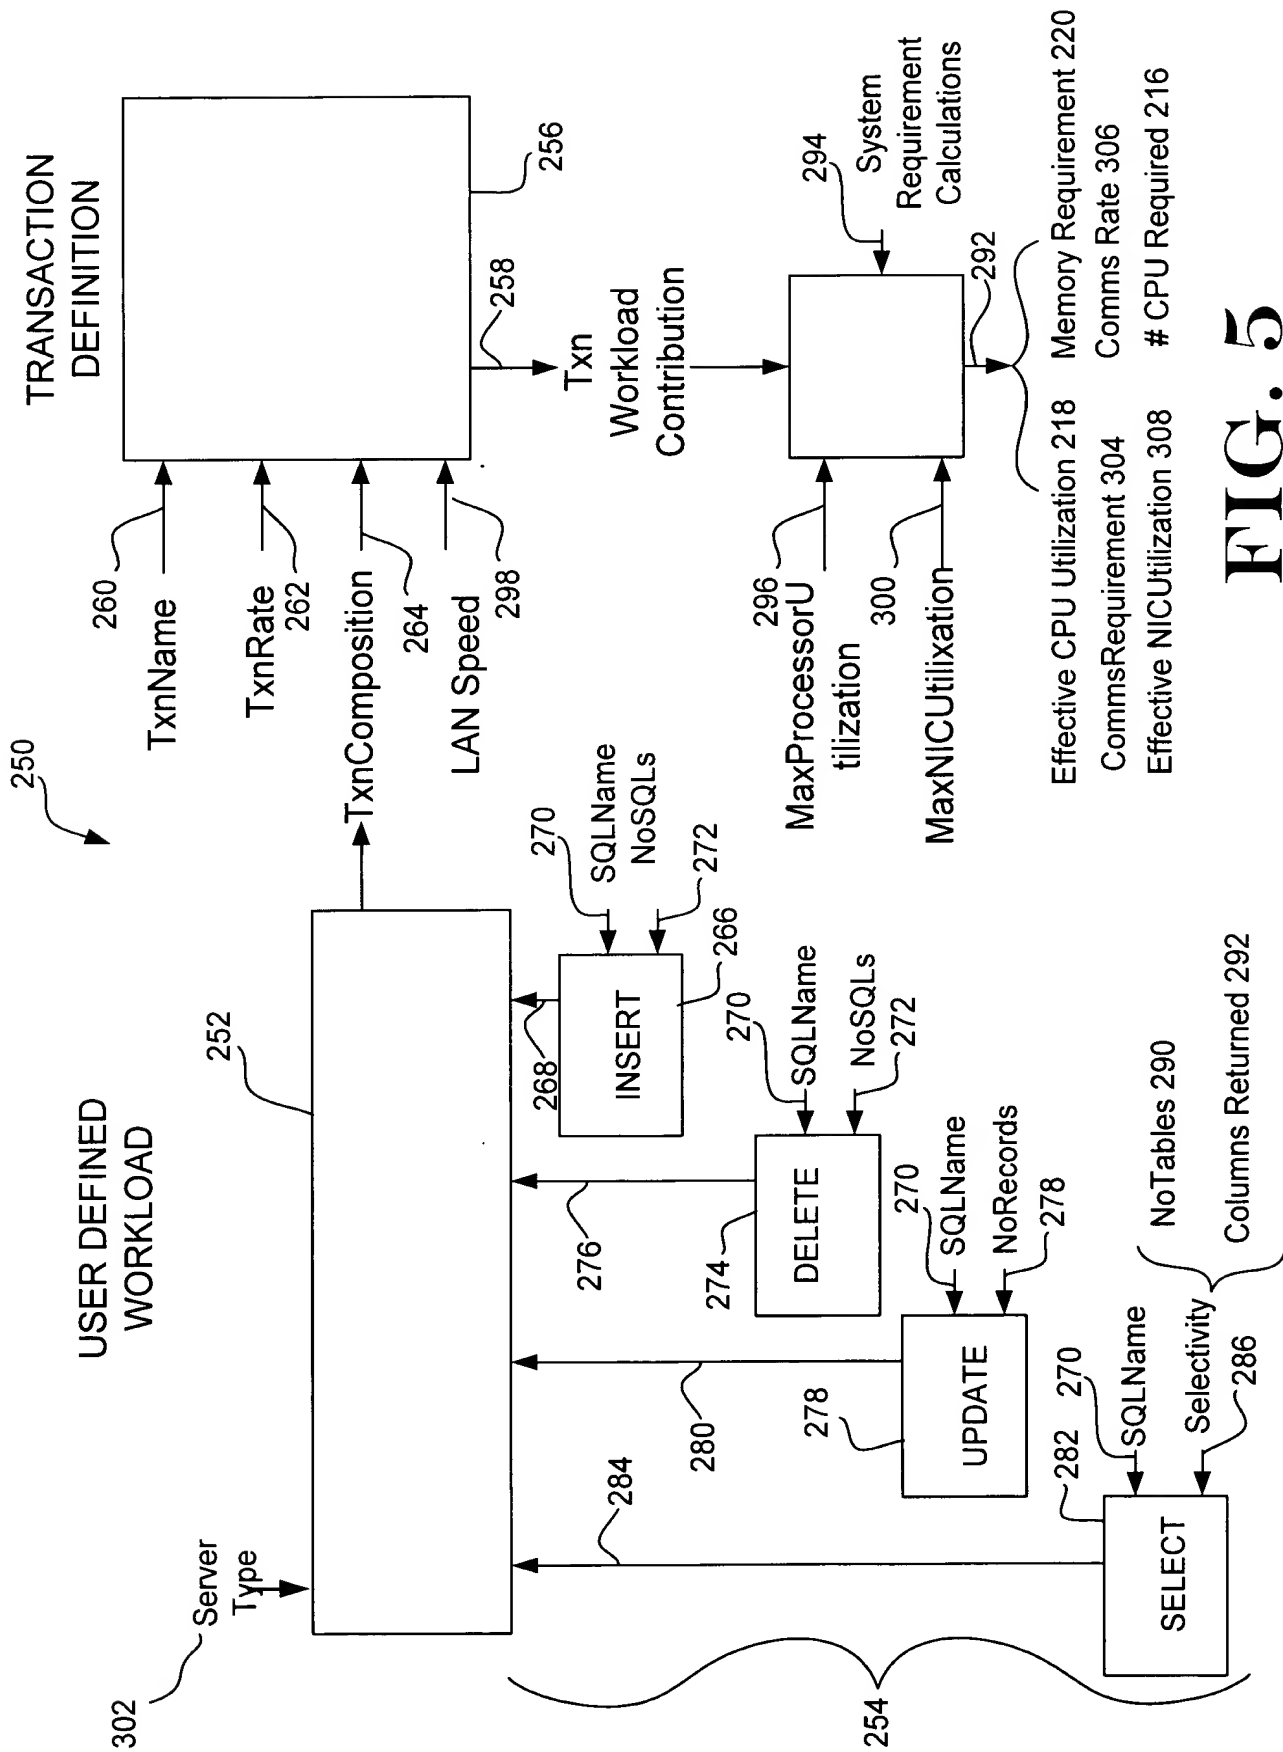 250
USER DEFINED
WORKLOAD
TRANSACTION
DEFINITION
302
Server
Type
252
TxnComposition
TxnName
260
TxnRate
262
264
LAN Speed
298
256
258
Txn
Workload
Contribution
254
284
280
276
268
INSERT
266
270
SQLName
NoSQLs
272
DELETE
274
270
SQLName
NoSQLs
272
UPDATE
278
270
SQLName
NoRecords
278
SELECT
282
270
SQLName
Selectivity
286
NoTables 290
Columns Returned 292
MaxProcessorU
tilization
296
MaxNICUtilixation
300
294
System
Requirement
Calculations
292
Effective CPU Utilization 218
Memory Requirement 220
CommsRequirement 304
Comms Rate 306
Effective NICUtilization 308
# CPU Required 216
FIG. 5